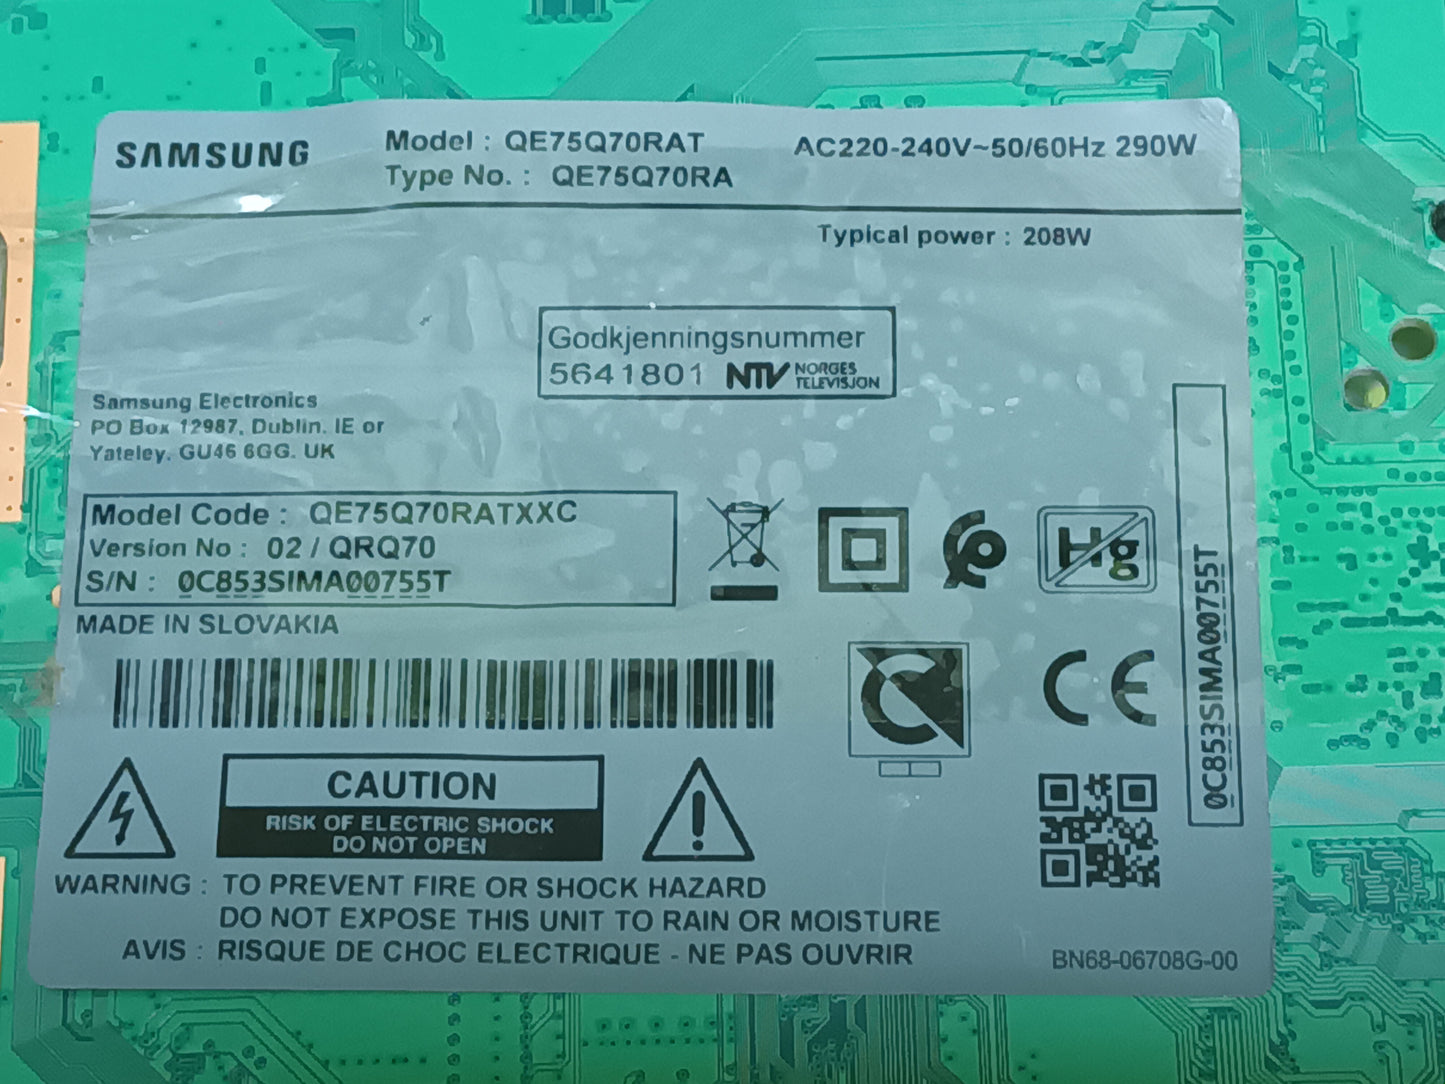 SAMSUNG
Model : QE75Q70RAT
AC220-240V~50/60Hz 290W
Type No. : QE75Q70RA
Typical power : 208W
Godkjenningsnummer
5641801 NTV NORGES TELEVISJON
Samsung Electronics
PO Box 12987, Dublin. IE or
Yateley. GU46 6GG. UK
Model Code : QE75Q70RATXXC
Version No : 02 / QRQ70
S/N : 0C853SIMA00755T
MADE IN SLOVAKIA
Hg
CE
0C853SIMA00755T
CAUTION
RISK OF ELECTRIC SHOCK
DO NOT OPEN
WARNING : TO PREVENT FIRE OR SHOCK HAZARD
DO NOT EXPOSE THIS UNIT TO RAIN OR MOISTURE
AVIS : RISQUE DE CHOC ELECTRIQUE - NE PAS OUVRIR
BN68-06708G-00